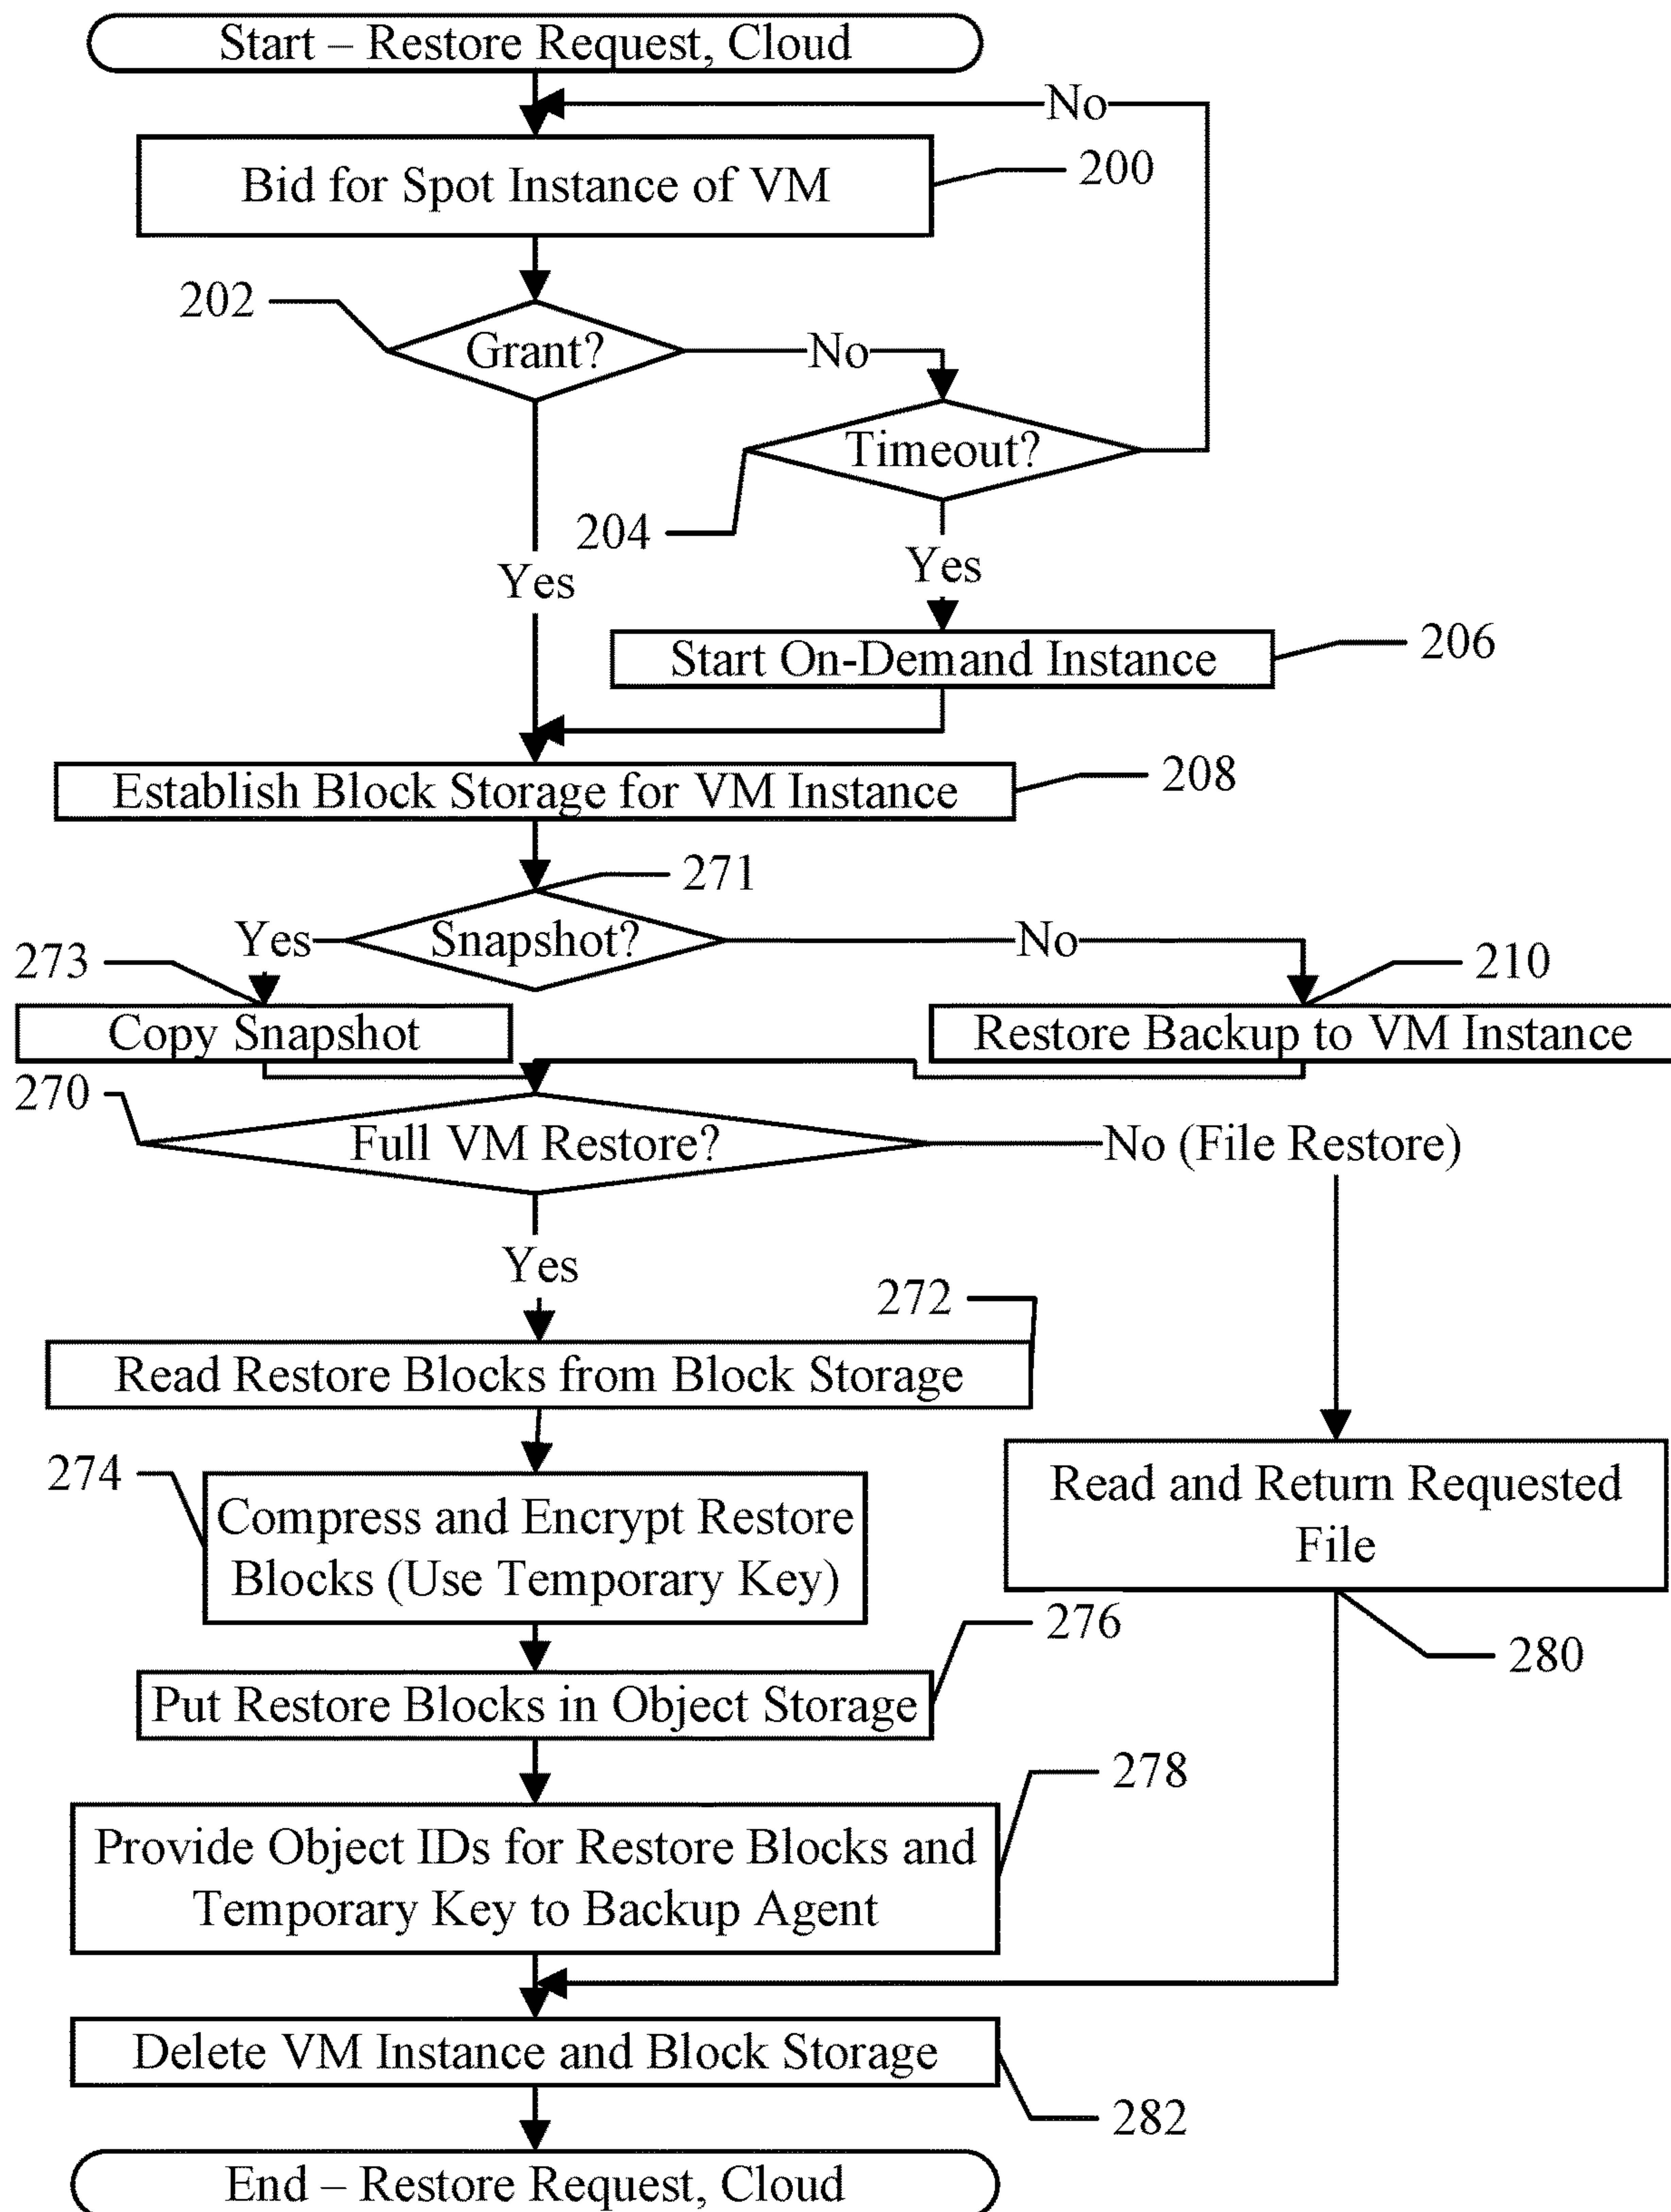 Start – Restore Request, Cloud
No
Bid for Spot Instance of VM
200
202
Grant?
No
Timeout?
204
Yes
Yes
Start On-Demand Instance
206
Establish Block Storage for VM Instance
208
271
Yes
Snapshot?
No
273
210
Copy Snapshot
Restore Backup to VM Instance
270
Full VM Restore?
No (File Restore)
Yes
272
Read Restore Blocks from Block Storage
274
Compress and Encrypt Restore
Blocks (Use Temporary Key)
Read and Return Requested
File
276
280
Put Restore Blocks in Object Storage
278
Provide Object IDs for Restore Blocks and
Temporary Key to Backup Agent
Delete VM Instance and Block Storage
282
End – Restore Request, Cloud